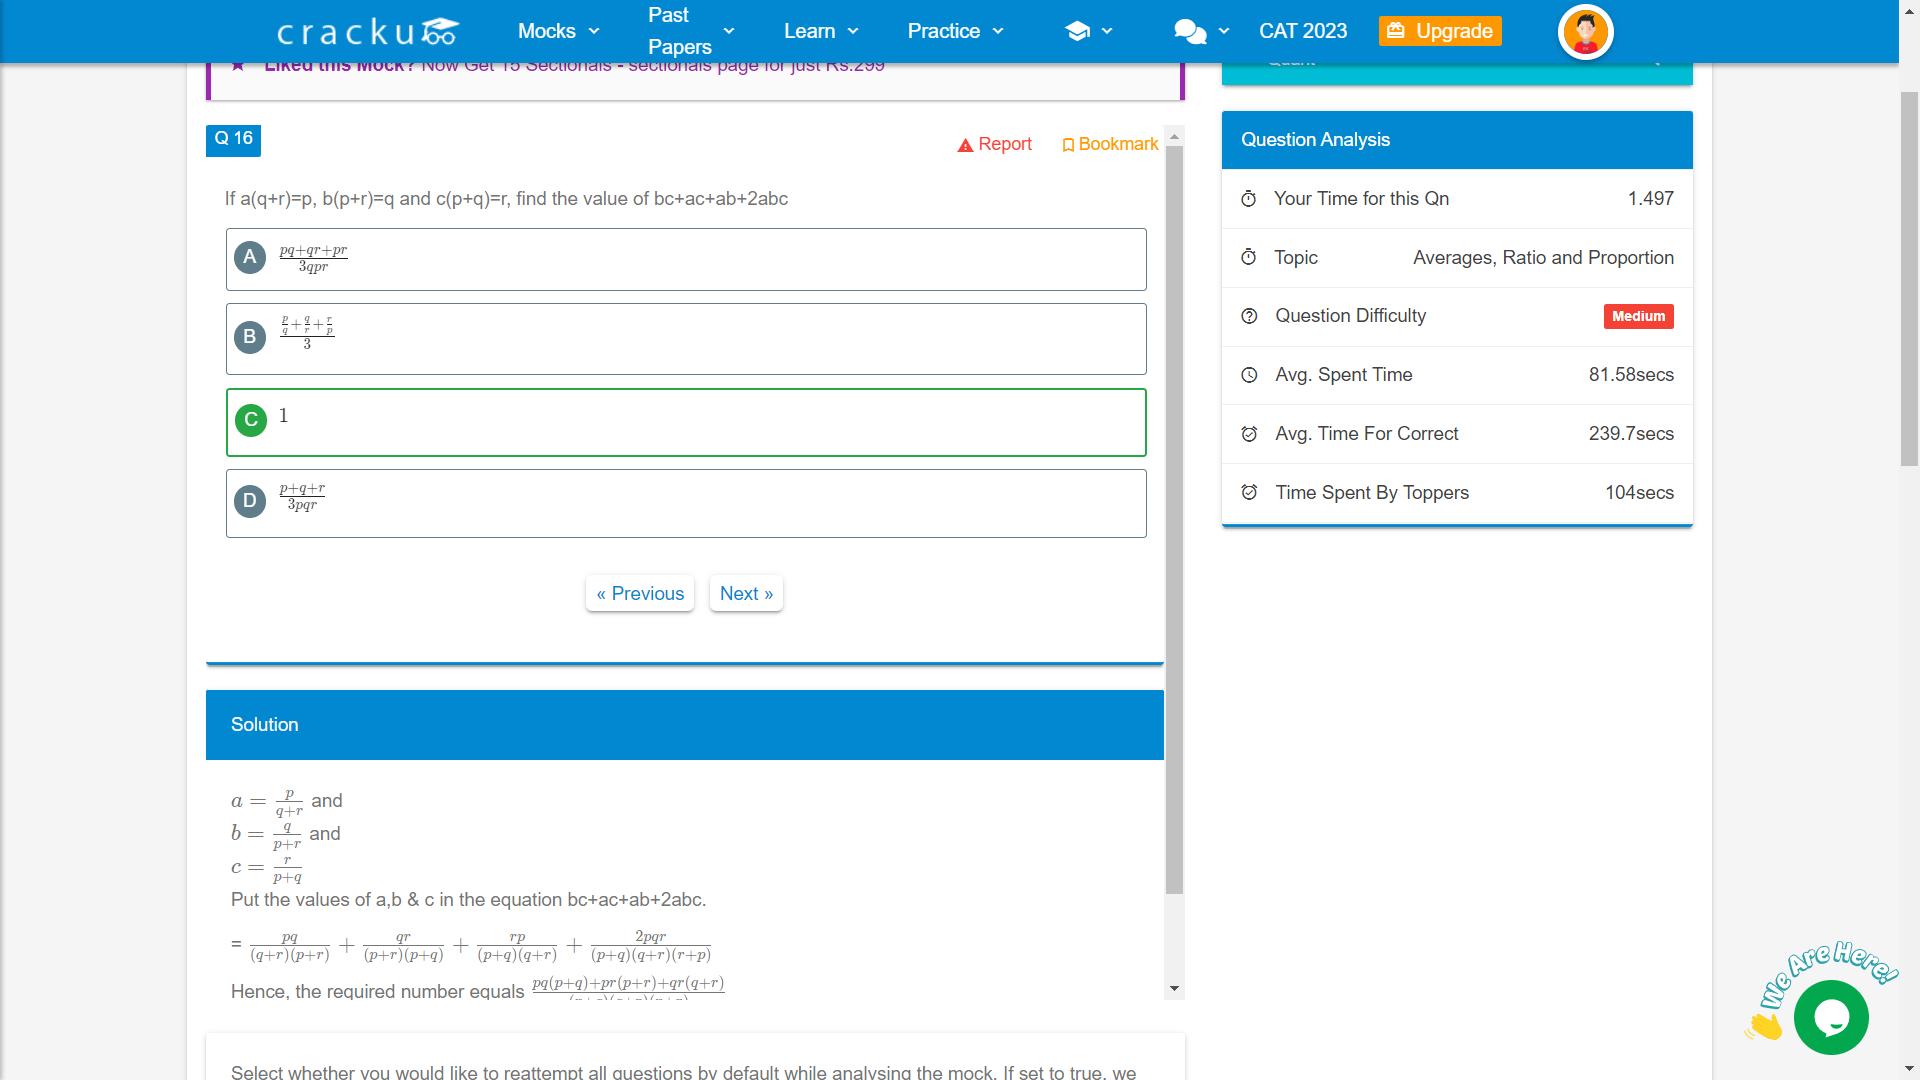 cracku
Mocks
Past Papers
Learn
Practice
CAT 2023
Upgrade
Liked this Mock? Now Get 15 Sectionals - sectionals page for just Rs.299
Quant
Q 16
Report
Bookmark
If a(q+r)=p, b(p+r)=q and c(p+q)=r, find the value of bc+ac+ab+2abc
A \frac{pq+qr+pr}{3qpr}
B \frac{\frac{p}{q}+\frac{q}{r}+\frac{r}{p}}{3}
C 1
D \frac{p+q+r}{3pqr}
« Previous
Next »
Solution
a = \frac{p}{q+r} and
b = \frac{q}{p+r} and
c = \frac{r}{p+q}
Put the values of a,b & c in the equation bc+ac+ab+2abc.
= \frac{pq}{(q+r)(p+r)} + \frac{qr}{(p+r)(p+q)} + \frac{rp}{(p+q)(q+r)} + \frac{2pqr}{(p+q)(q+r)(r+p)}
Hence, the required number equals pq(p+q)+pr(p+r)+qr(q+r)
Select whether you would like to reattempt all questions by default while analysing the mock. If set to true, we
Question Analysis
Your Time for this Qn 1.497
Topic Averages, Ratio and Proportion
Question Difficulty Medium
Avg. Spent Time 81.58secs
Avg. Time For Correct 239.7secs
Time Spent By Toppers 104secs
We Are Here!